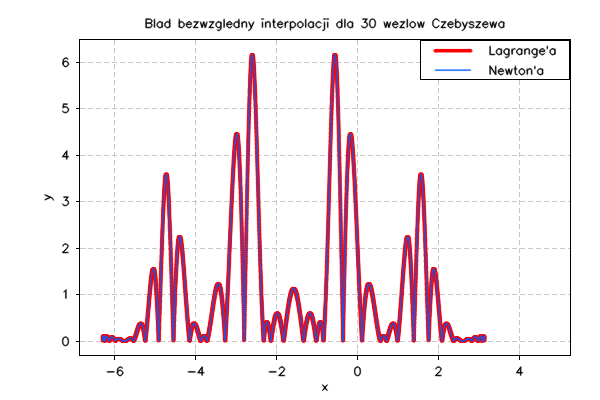 Blad bezwzgledny interpolacji dla 30 wezlow Czebyszewa
Lagrange'a
Newton'a
y
6
5
4
3
2
1
0
−6 −4 −2 0 2 4
x